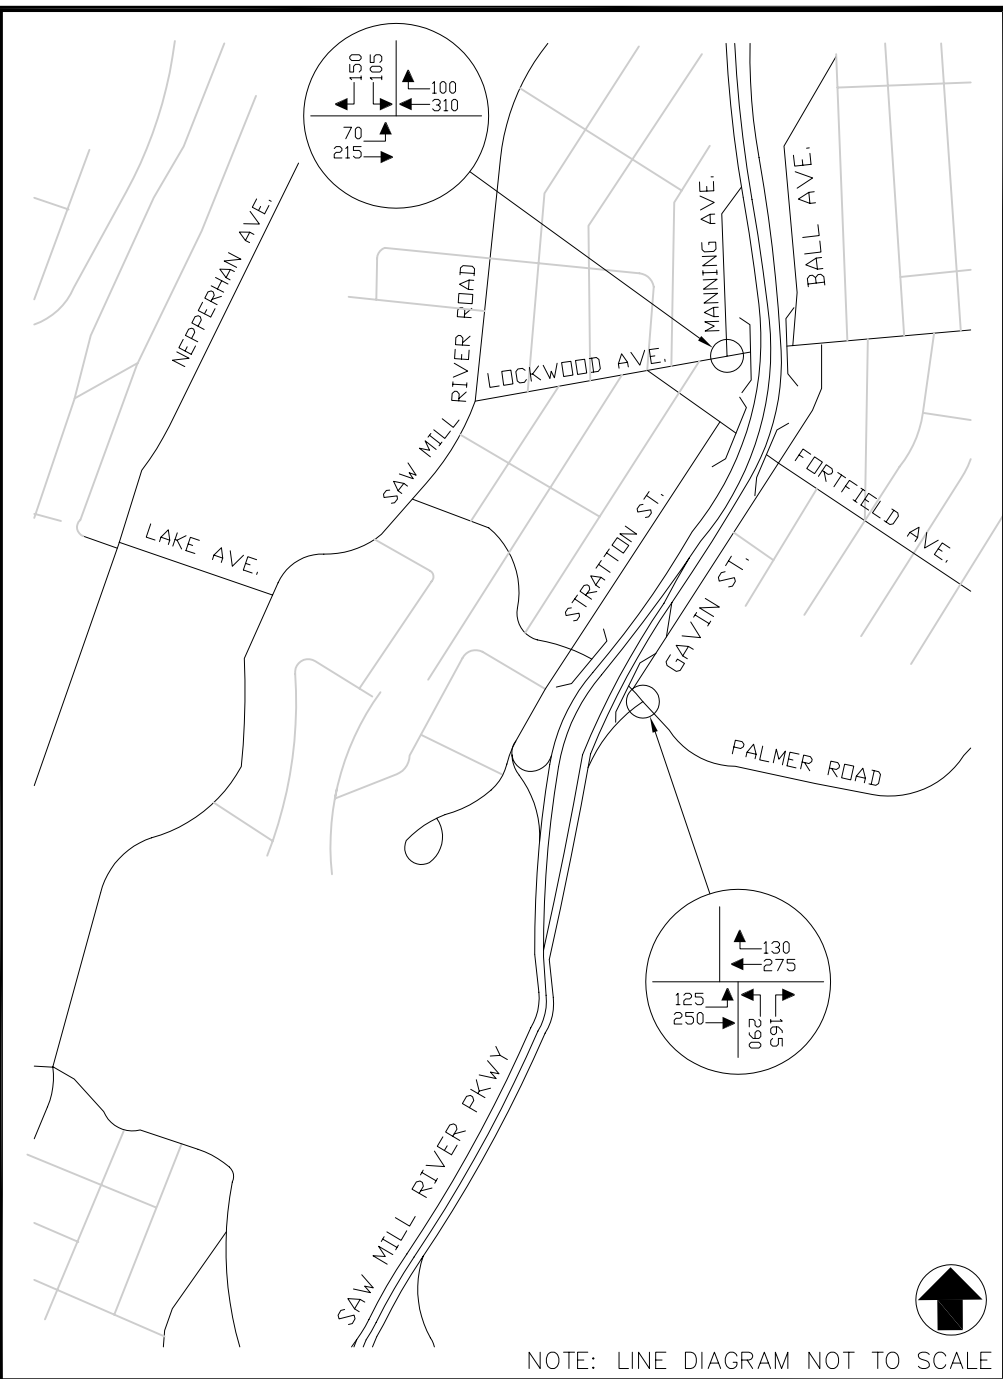 150
105
100
310
70
215
NEPPERHAN AVE.
SAW MILL RIVER ROAD
MANNING AVE.
BALL AVE.
LOCKWOOD AVE.
FORTFIELD AVE.
LAKE AVE.
STRATTON ST.
GAVIN ST.
PALMER ROAD
130
275
125
250
290
165
SAW MILL RIVER PKWY
NOTE: LINE DIAGRAM NOT TO SCALE